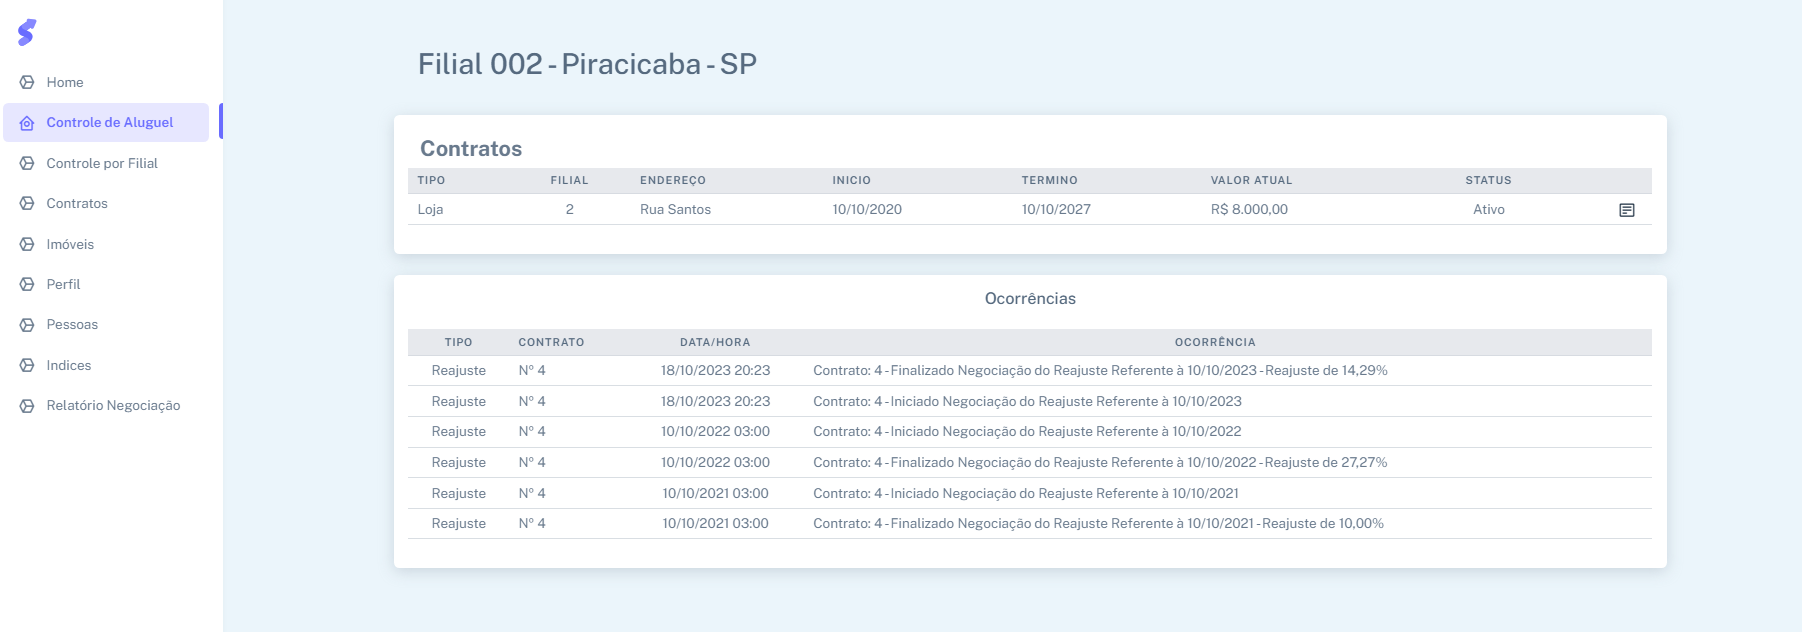 Home
Controle de Aluguel
Controle por Filial
Contratos
Imóveis
Perfil
Pessoas
Indices
Relatório Negociação
Filial 002 - Piracicaba - SP
Contratos
TIPO FILIAL ENDEREÇO INICIO TERMINO VALOR ATUAL STATUS
Loja 2 Rua Santos 10/10/2020 10/10/2027 R$ 8.000,00 Ativo
Ocorrências
TIPO CONTRATO DATA/HORA OCORRÊNCIA
Reajuste Nº 4 18/10/2023 20:23 Contrato: 4 - Finalizado Negociação do Reajuste Referente à 10/10/2023 - Reajuste de 14,29%
Reajuste Nº 4 18/10/2023 20:23 Contrato: 4 - Iniciado Negociação do Reajuste Referente à 10/10/2023
Reajuste Nº 4 10/10/2022 03:00 Contrato: 4 - Iniciado Negociação do Reajuste Referente à 10/10/2022
Reajuste Nº 4 10/10/2022 03:00 Contrato: 4 - Finalizado Negociação do Reajuste Referente à 10/10/2022 - Reajuste de 27,27%
Reajuste Nº 4 10/10/2021 03:00 Contrato: 4 - Iniciado Negociação do Reajuste Referente à 10/10/2021
Reajuste Nº 4 10/10/2021 03:00 Contrato: 4 - Finalizado Negociação do Reajuste Referente à 10/10/2021 - Reajuste de 10,00%